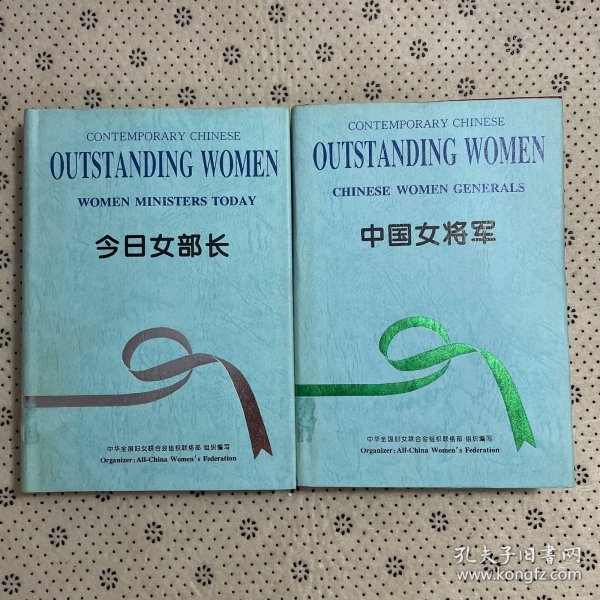 CONTEMPORARY CHINESE
OUTSTANDING WOMEN
WOMEN MINISTERS TODAY
今日女部长
中华全国妇女联合会组织联络部 组织编写
Organizer: All-China Women's Federation
CONTEMPORARY CHINESE
OUTSTANDING WOMEN
CHINESE WOMEN GENERALS
中国女将军
中华全国妇女联合会组织联络部 组织编写
Organizer: All-China Women's Federation
孔夫子旧书网
www.kongfz.com